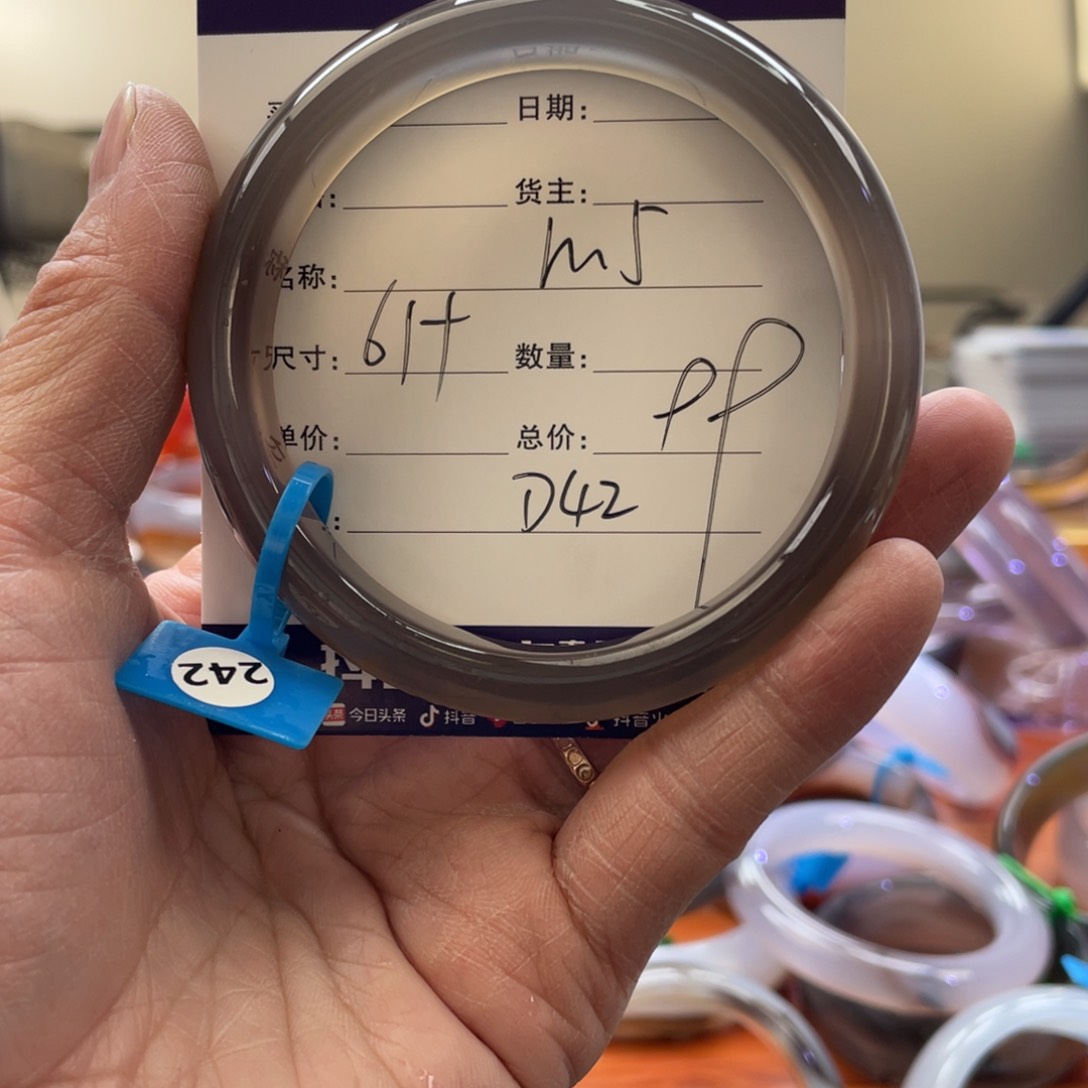 日期:
货主:
m5
名称:
61+
尺寸:
数量:
PP
单价:
总价:
D42
242
今日头条 抖音